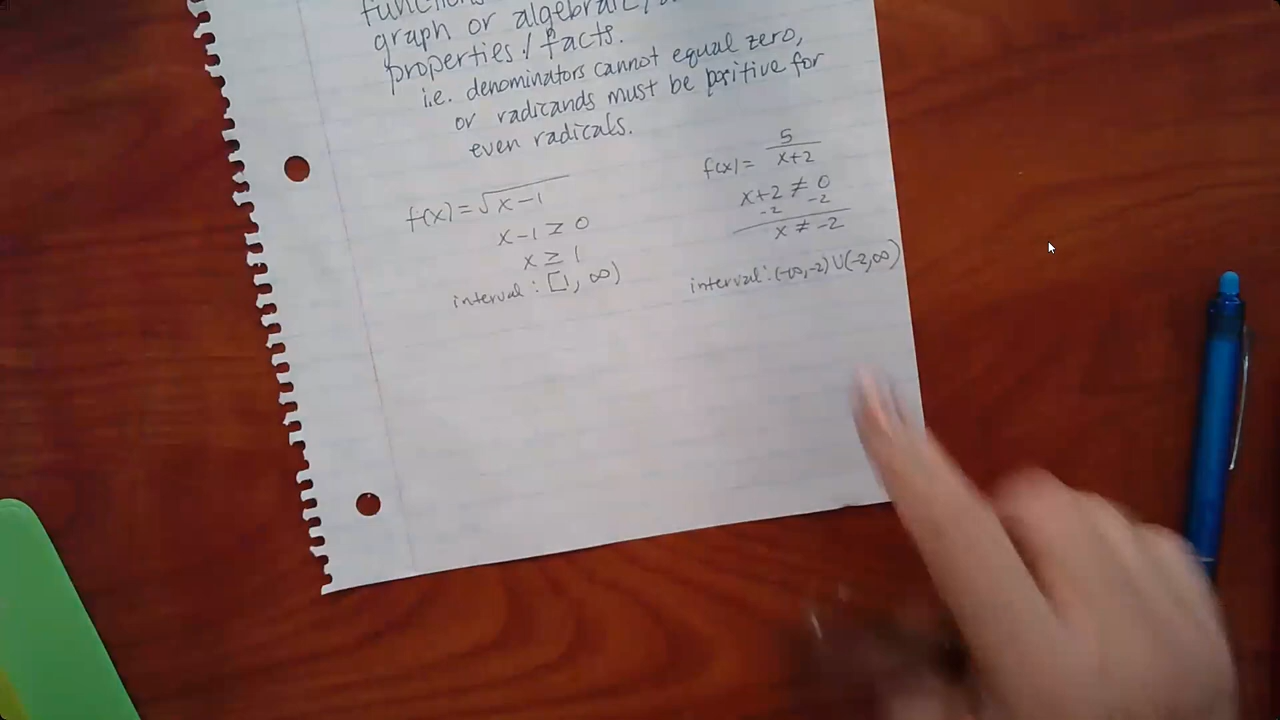 functions
graph or algebraic
properties/facts.
i.e. denominators cannot equal zero,
or radicands must be positive for
even radicals.
f(x)=√x-1
x-1 ≥ 0
x ≥ 1
interval: [1, ∞)
f(x)= 5/x+2
x+2 ≠ 0
-2 -2
x ≠ -2
interval: (-∞,-2)∪(-2,∞)